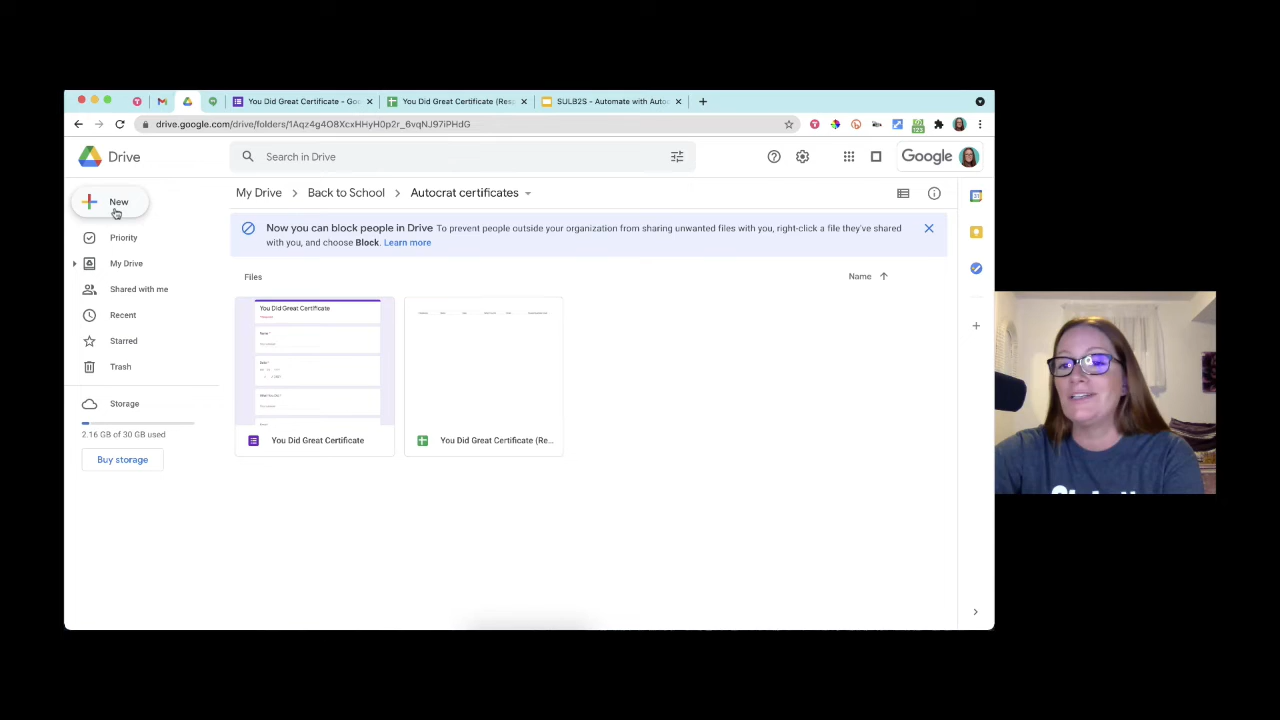 You Did Great Certificate - Goo
You Did Great Certificate (Resp
SULB2S - Automate with Autoc
drive.google.com/drive/folders/1Aqz4g4O8XcxHHyH0p2r_6vqNJ97iPHdG
Drive
Search in Drive
Google
New
My Drive > Back to School > Autocrat certificates
Priority
Now you can block people in Drive To prevent people outside your organization from sharing unwanted files with you, right-click a file they've shared
with you, and choose Block. Learn more
My Drive
Shared with me
Recent
Starred
Trash
Storage
2.16 GB of 30 GB used
Buy storage
Files
Name
You Did Great Certificate
Name *
You Did Great Certificate
You Did Great Certificate (Re...